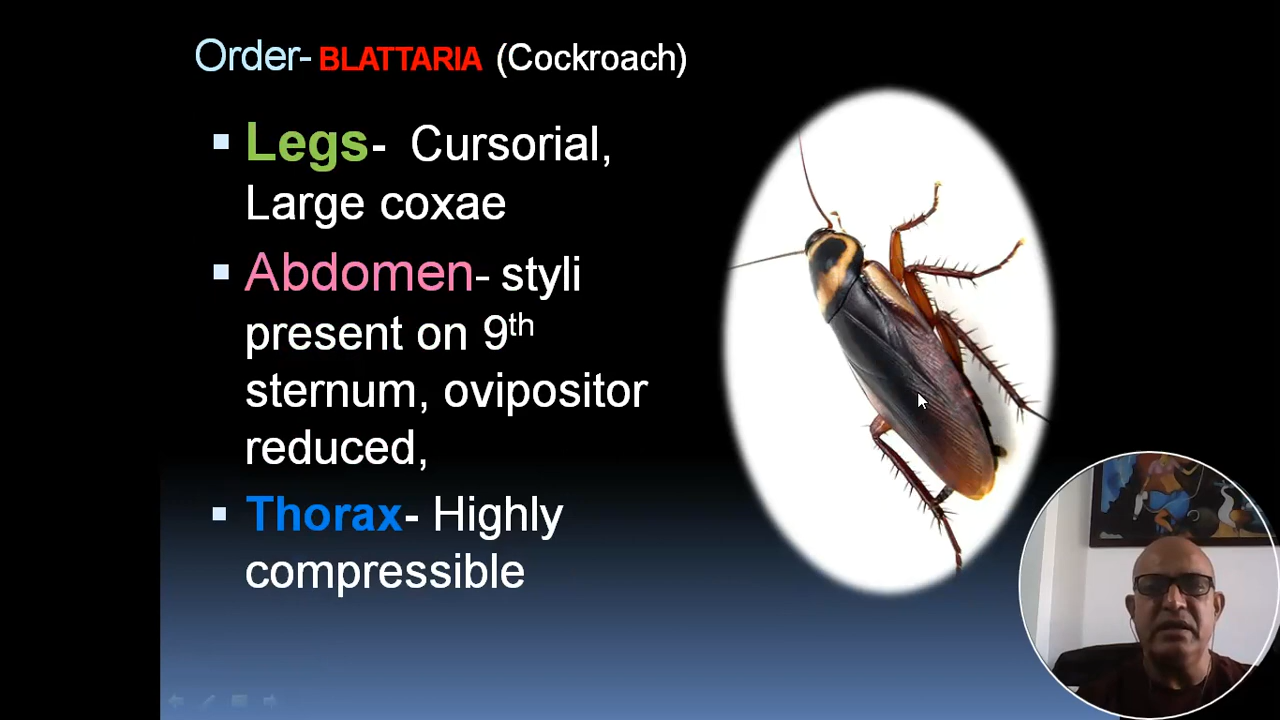 Order- BLATTARIA (Cockroach)
▪ Legs- Cursorial,
Large coxae
▪ Abdomen- styli
present on 9th
sternum, ovipositor
reduced,
▪ Thorax- Highly
compressible